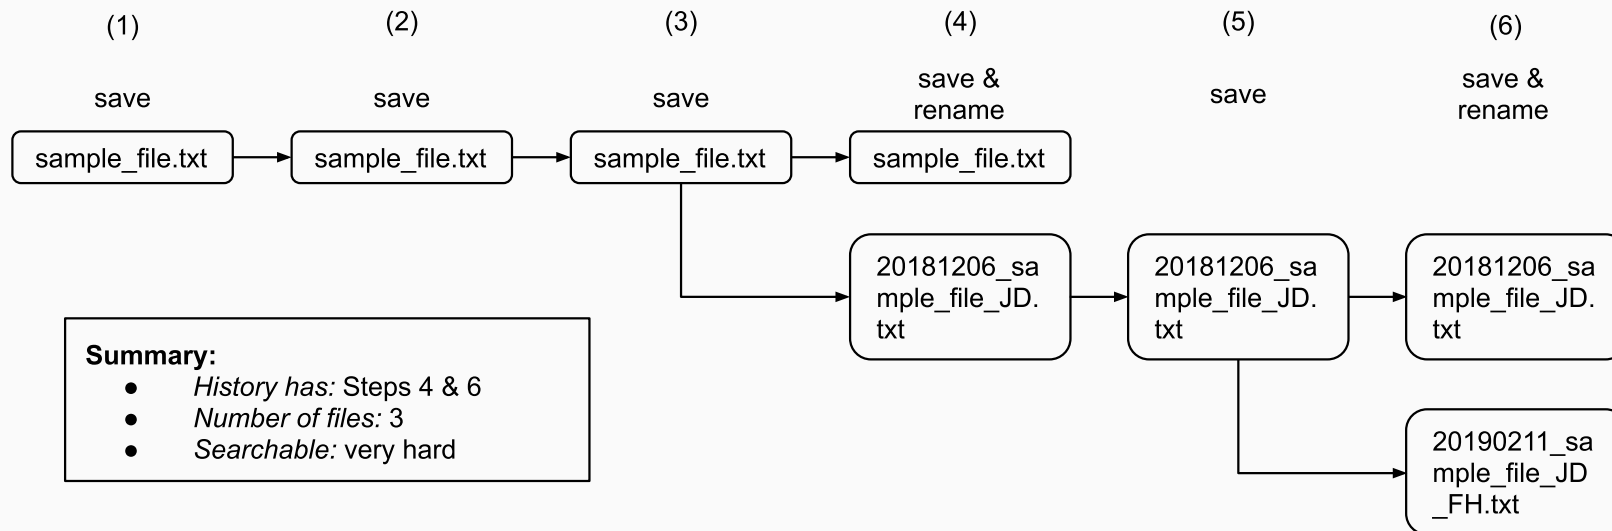 (1)
(2)
(3)
(4)
(5)
(6)
save
save
save
save &
rename
save
save &
rename
sample_file.txt
sample_file.txt
sample_file.txt
sample_file.txt
20181206_sa
mple_file_JD.
txt
20181206_sa
mple_file_JD.
txt
20181206_sa
mple_file_JD.
txt
Summary:
● History has: Steps 4 & 6
● Number of files: 3
● Searchable: very hard
20190211_sa
mple_file_JD
_FH.txt